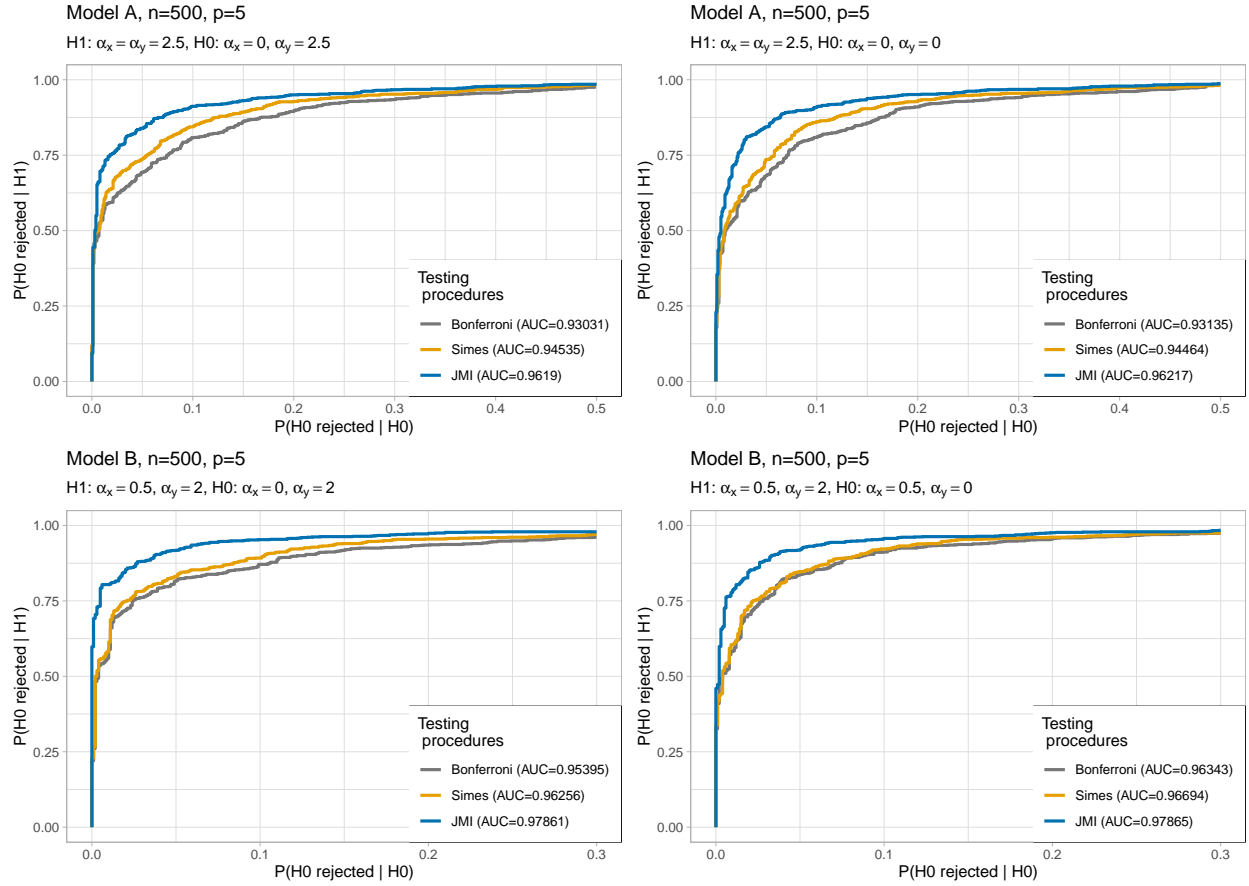 Model A, n=500, p=5
H1: αx = αy = 2.5, H0: αx = 0, αy = 2.5
1.00
0.75
0.50
0.25
0.00
P(H0 rejected | H1)
Testing
procedures
Bonferroni (AUC=0.93031)
Simes (AUC=0.94535)
JMI (AUC=0.9619)
0.0 0.1 0.2 0.3 0.4 0.5
P(H0 rejected | H0)
Model A, n=500, p=5
H1: αx = αy = 2.5, H0: αx = 0, αy = 0
1.00
0.75
0.50
0.25
0.00
P(H0 rejected | H1)
Testing
procedures
Bonferroni (AUC=0.93135)
Simes (AUC=0.94464)
JMI (AUC=0.96217)
0.0 0.1 0.2 0.3 0.4 0.5
P(H0 rejected | H0)
Model B, n=500, p=5
H1: αx = 0.5, αy = 2, H0: αx = 0, αy = 2
1.00
0.75
0.50
0.25
0.00
P(H0 rejected | H1)
Testing
procedures
Bonferroni (AUC=0.95395)
Simes (AUC=0.96256)
JMI (AUC=0.97861)
0.0 0.1 0.2 0.3
P(H0 rejected | H0)
Model B, n=500, p=5
H1: αx = 0.5, αy = 2, H0: αx = 0.5, αy = 0
1.00
0.75
0.50
0.25
0.00
P(H0 rejected | H1)
Testing
procedures
Bonferroni (AUC=0.96343)
Simes (AUC=0.96694)
JMI (AUC=0.97865)
0.0 0.1 0.2 0.3
P(H0 rejected | H0)